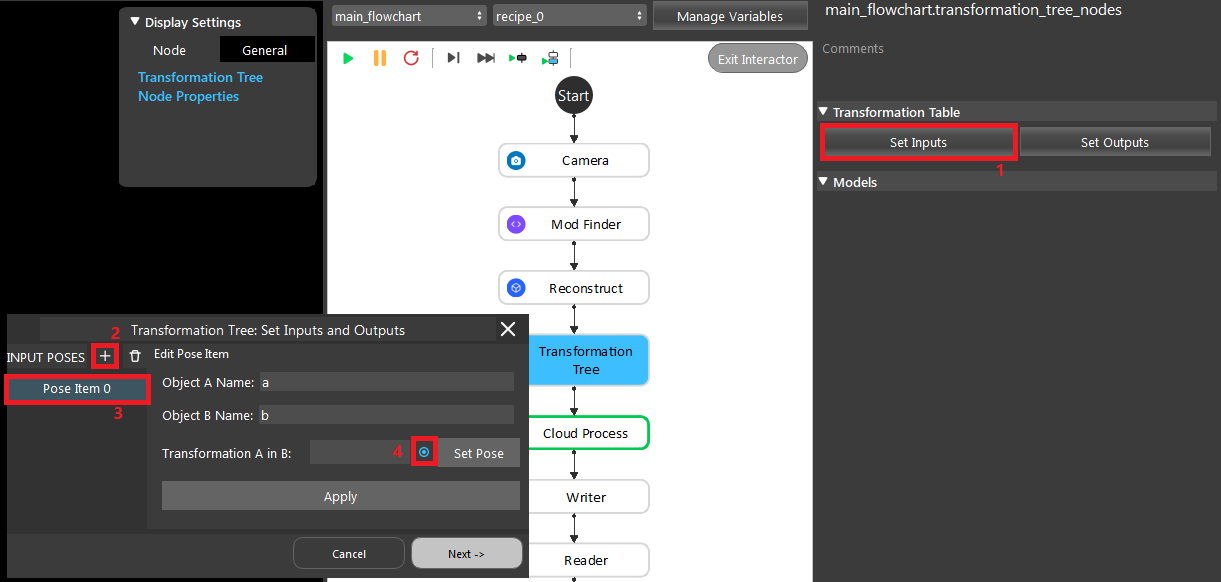 ▼ Display Settings
Node General
Transformation Tree
Node Properties
main_flowchart recipe_0 Manage Variables
Exit Interactor
Start
Camera
Mod Finder
Reconstruct
Transformation
Tree
Cloud Process
Writer
Reader
main_flowchart.transformation_tree_nodes
Comments
▼ Transformation Table
Set Inputs Set Outputs
1
▼ Models
Transformation Tree: Set Inputs and Outputs
2
INPUT POSES + Edit Pose Item
Pose Item 0
3
Object A Name: a
Object B Name: b
Transformation A in B: 4 Set Pose
Apply
Cancel Next ->